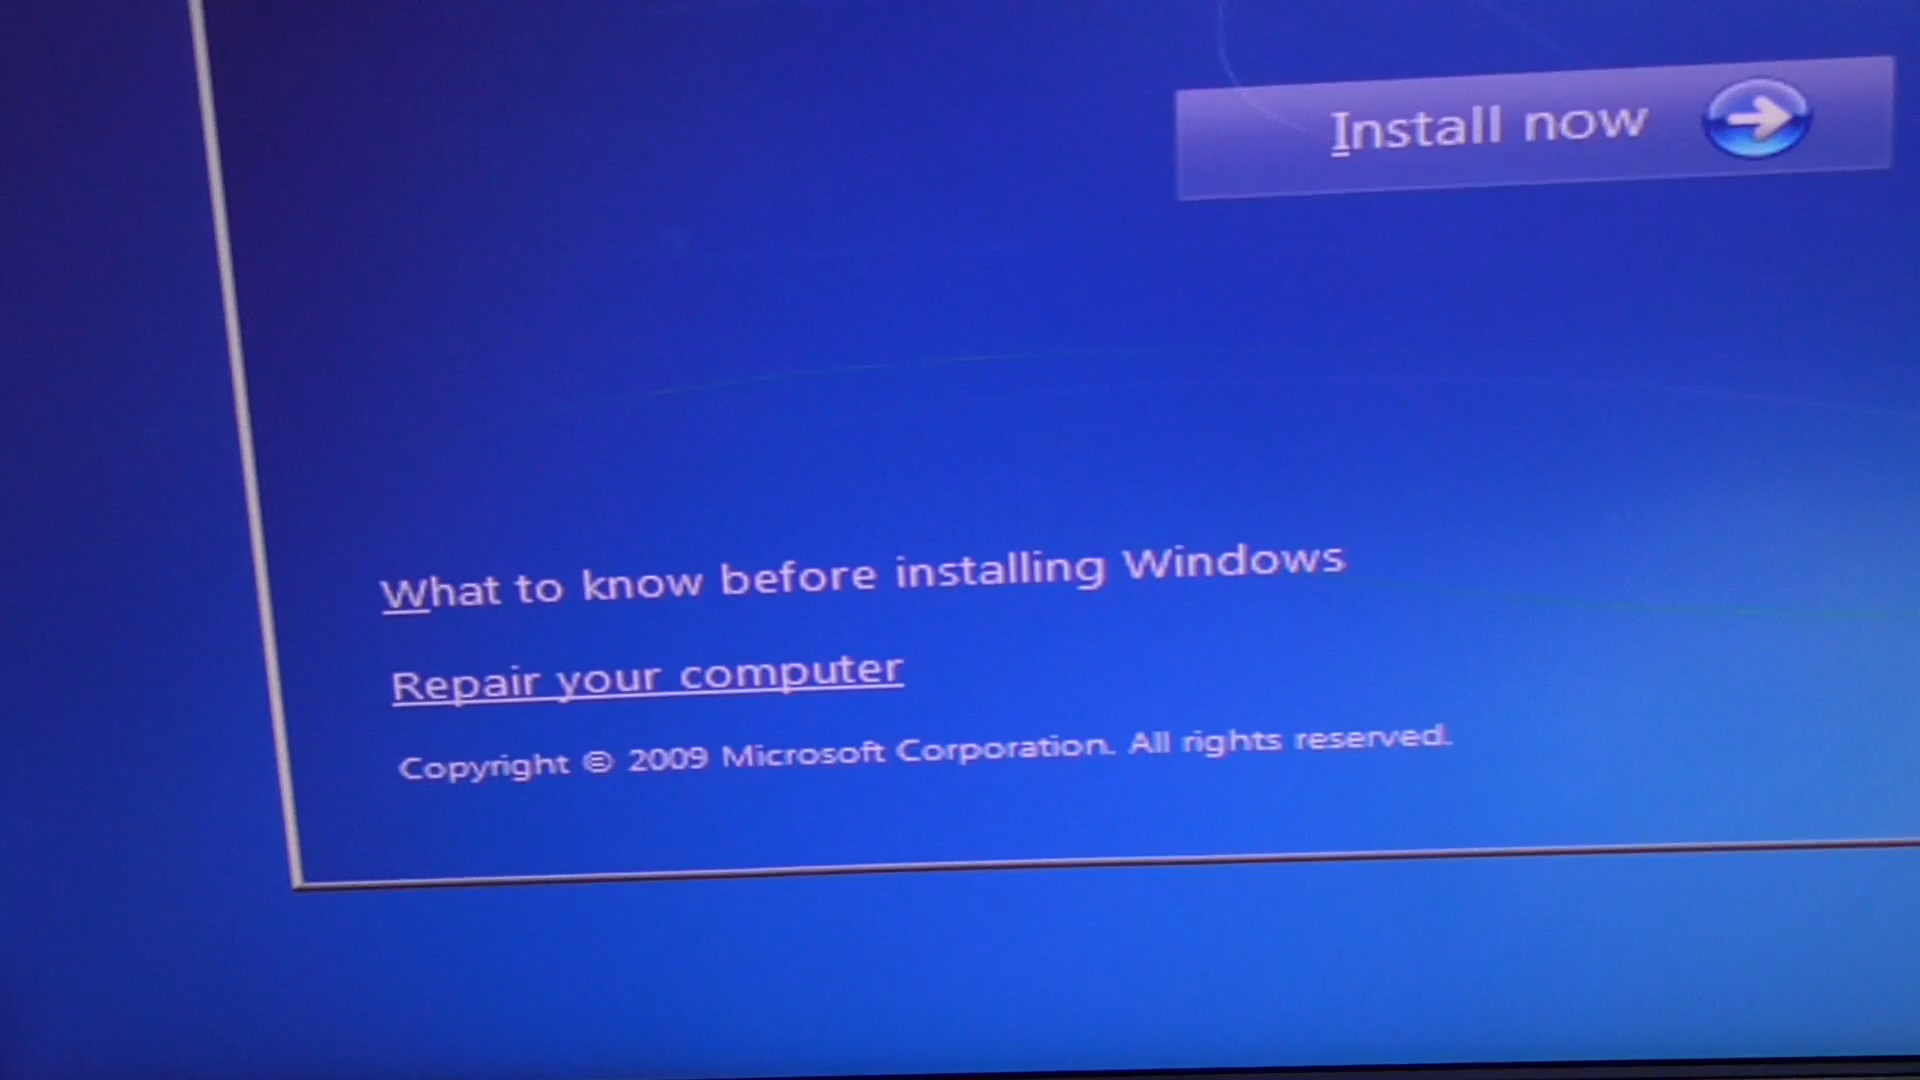 Install now
What to know before installing Windows
Repair your computer
Copyright © 2009 Microsoft Corporation. All rights reserved.